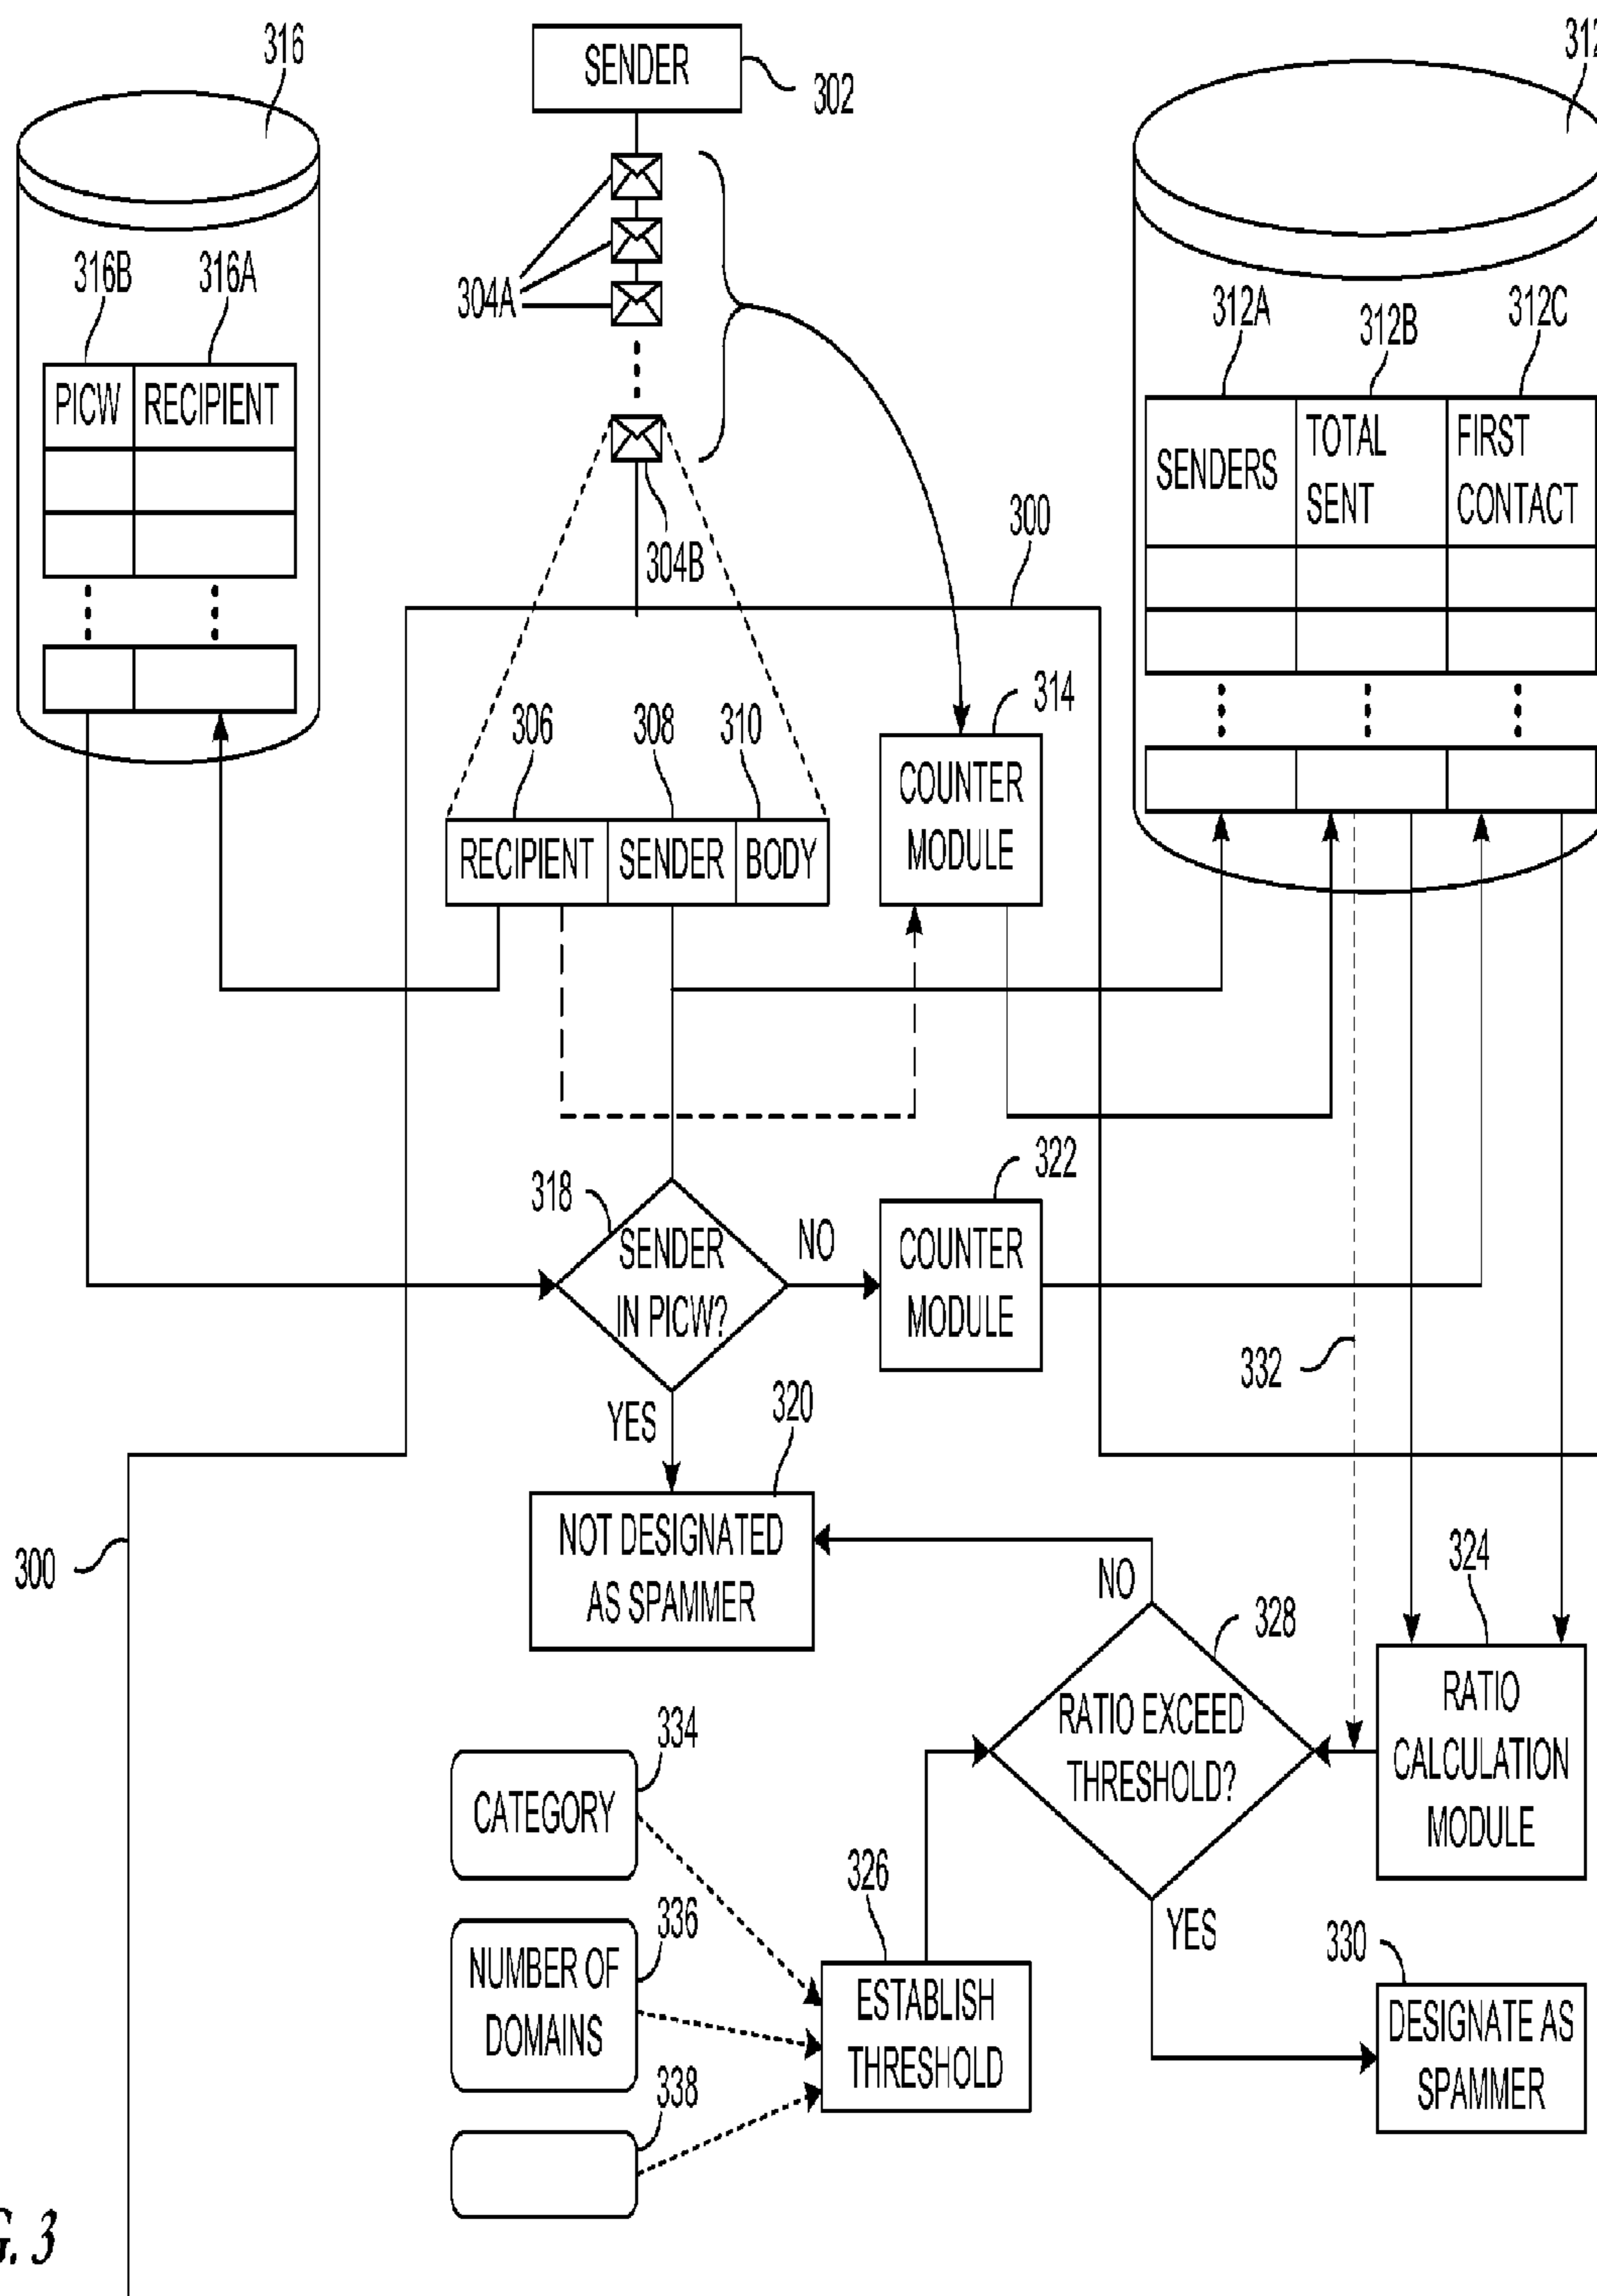 316
SENDER
302
312
316B
316A
304A
312A
312B
312C
PICW
RECIPIENT
SENDERS
TOTAL
SENT
FIRST
CONTACT
304B
300
314
306
308
310
RECIPIENT
SENDER
BODY
COUNTER
MODULE
318
322
SENDER
IN PICW?
NO
COUNTER
MODULE
332
YES
320
300
NOT DESIGNATED
AS SPAMMER
NO
328
324
RATIO EXCEED
THRESHOLD?
RATIO
CALCULATION
MODULE
334
CATEGORY
326
YES
336
NUMBER OF
DOMAINS
330
ESTABLISH
THRESHOLD
DESIGNATE AS
SPAMMER
338
G. 3